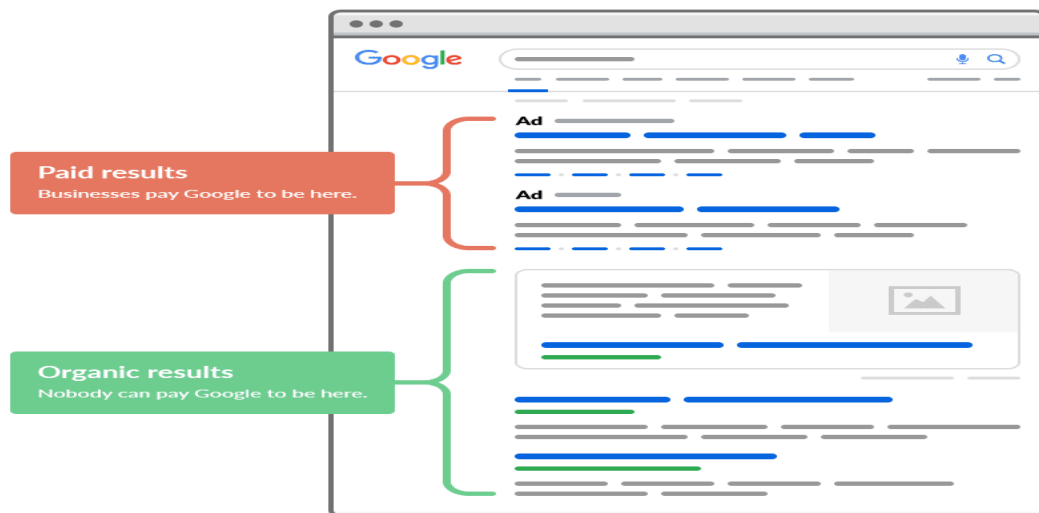 Google
Ad
Paid results
Businesses pay Google to be here.
Ad
Organic results
Nobody can pay Google to be here.